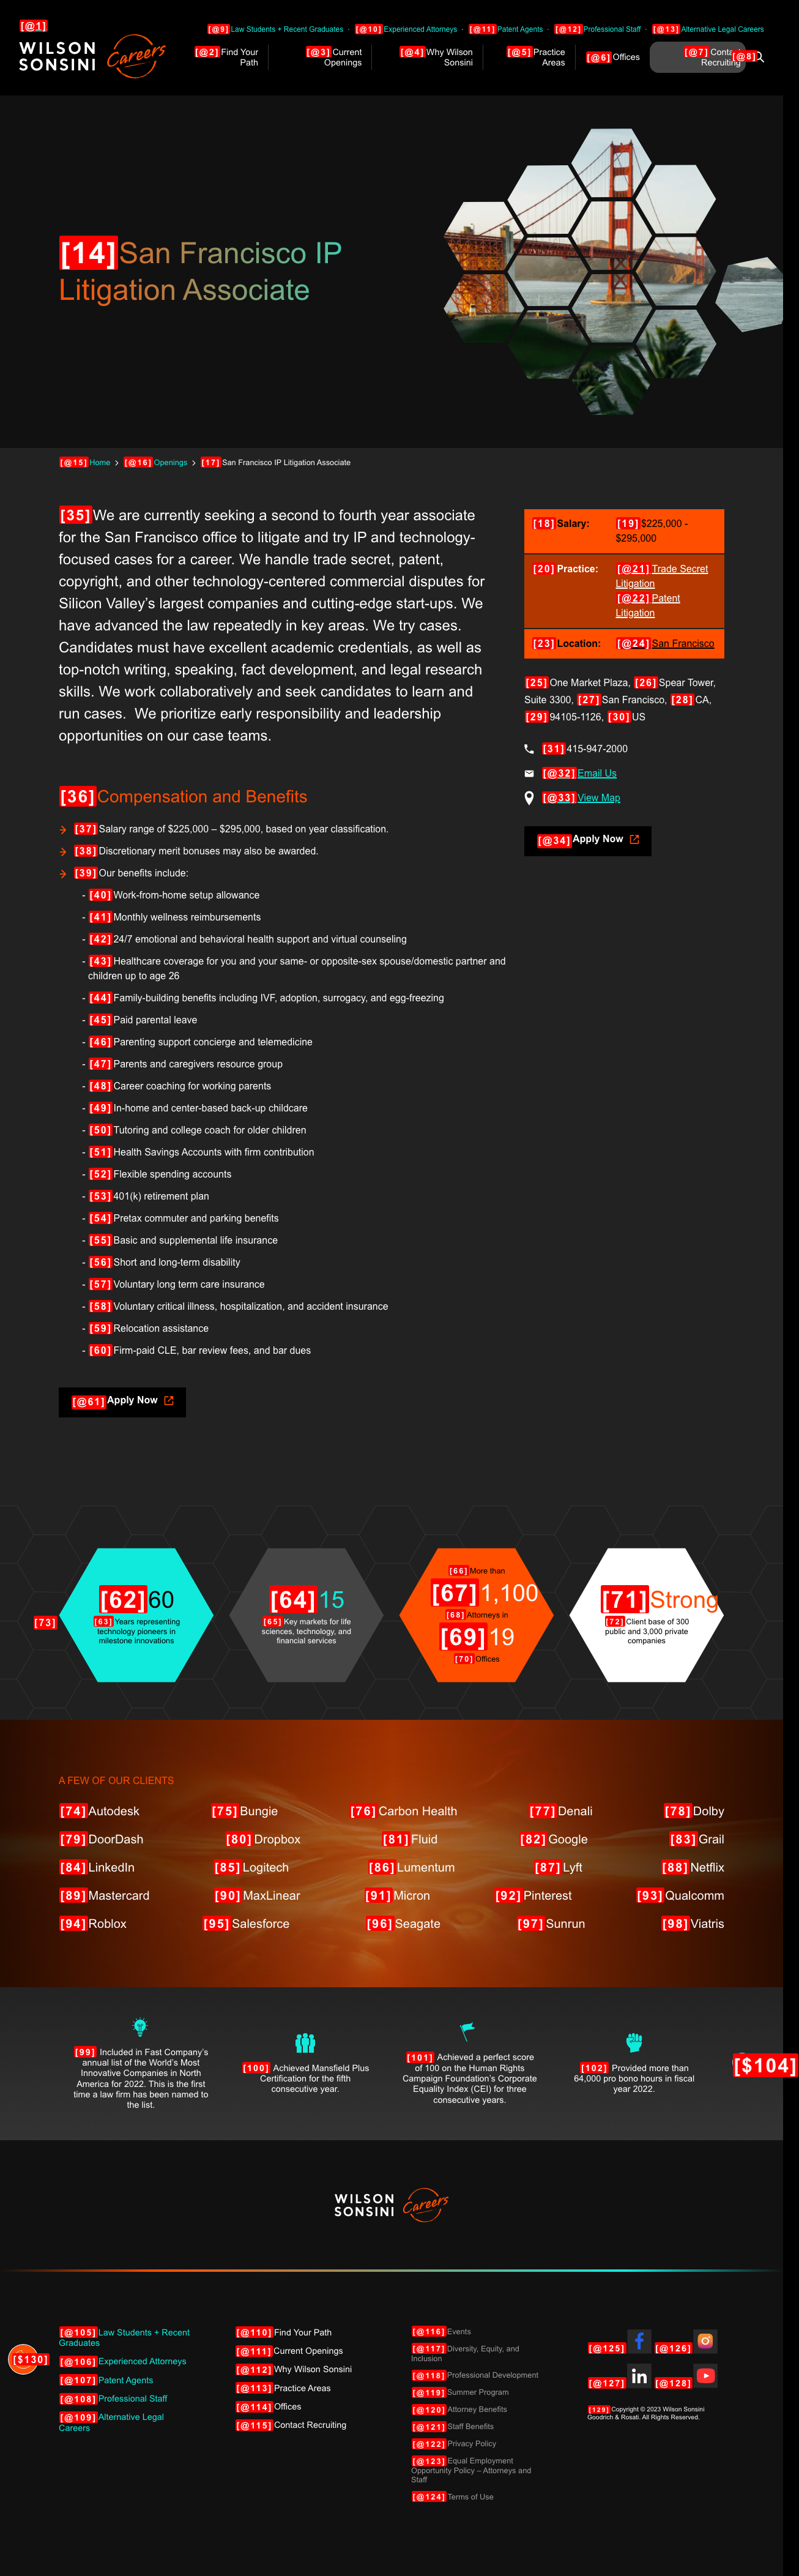 [@1]
WILSON
SONSINI Careers
[@9] Law Students + Recent Graduates · [@10] Experienced Attorneys · [@11] Patent Agents · [@12] Professional Staff · [@13] Alternative Legal Careers
[@2] Find Your
Path
[@3] Current
Openings
[@4] Why Wilson
Sonsini
[@5] Practice
Areas
[@6] Offices
[@7] Conta
Recruiting
[@8]
[14] San Francisco IP
Litigation Associate
[@15] Home > [@16] Openings > [17] San Francisco IP Litigation Associate
[35] We are currently seeking a second to fourth year associate
for the San Francisco office to litigate and try IP and technology-
focused cases for a career. We handle trade secret, patent,
copyright, and other technology-centered commercial disputes for
Silicon Valley's largest companies and cutting-edge start-ups. We
have advanced the law repeatedly in key areas. We try cases.
Candidates must have excellent academic credentials, as well as
top-notch writing, speaking, fact development, and legal research
skills. We work collaboratively and seek candidates to learn and
run cases. We prioritize early responsibility and leadership
opportunities on our case teams.
[18] Salary: [19] $225,000 -
$295,000
[20] Practice: [@21] Trade Secret
Litigation
[@22] Patent
Litigation
[23] Location: [@24] San Francisco
[25] One Market Plaza, [26] Spear Tower,
Suite 3300, [27] San Francisco, [28] CA,
[29] 94105-1126, [30] US
[31] 415-947-2000
[@32] Email Us
[@33] View Map
[@34] Apply Now
[36] Compensation and Benefits
[37] Salary range of $225,000 – $295,000, based on year classification.
[38] Discretionary merit bonuses may also be awarded.
[39] Our benefits include:
- [40] Work-from-home setup allowance
- [41] Monthly wellness reimbursements
- [42] 24/7 emotional and behavioral health support and virtual counseling
- [43] Healthcare coverage for you and your same- or opposite-sex spouse/domestic partner and
children up to age 26
- [44] Family-building benefits including IVF, adoption, surrogacy, and egg-freezing
- [45] Paid parental leave
- [46] Parenting support concierge and telemedicine
- [47] Parents and caregivers resource group
- [48] Career coaching for working parents
- [49] In-home and center-based back-up childcare
- [50] Tutoring and college coach for older children
- [51] Health Savings Accounts with firm contribution
- [52] Flexible spending accounts
- [53] 401(k) retirement plan
- [54] Pretax commuter and parking benefits
- [55] Basic and supplemental life insurance
- [56] Short and long-term disability
- [57] Voluntary long term care insurance
- [58] Voluntary critical illness, hospitalization, and accident insurance
- [59] Relocation assistance
- [60] Firm-paid CLE, bar review fees, and bar dues
[@61] Apply Now
[73]
[62] 60
[63] Years representing
technology pioneers in
milestone innovations
[64] 15
[65] Key markets for life
sciences, technology, and
financial services
[66] More than
[67] 1,100
[68] Attorneys in
[69] 19
[70] Offices
[71] Strong
[72] Client base of 300
public and 3,000 private
companies
A FEW OF OUR CLIENTS
[74] Autodesk [75] Bungie [76] Carbon Health [77] Denali [78] Dolby
[79] DoorDash [80] Dropbox [81] Fluid [82] Google [83] Grail
[84] LinkedIn [85] Logitech [86] Lumentum [87] Lyft [88] Netflix
[89] Mastercard [90] MaxLinear [91] Micron [92] Pinterest [93] Qualcomm
[94] Roblox [95] Salesforce [96] Seagate [97] Sunrun [98] Viatris
[99] Included in Fast Company's
annual list of the World's Most
Innovative Companies in North
America for 2022. This is the first
time a law firm has been named to
the list.
[100] Achieved Mansfield Plus
Certification for the fifth
consecutive year.
[101] Achieved a perfect score
of 100 on the Human Rights
Campaign Foundation's Corporate
Equality Index (CEI) for three
consecutive years.
[102] Provided more than
64,000 pro bono hours in fiscal
year 2022.
[$104]
WILSON
SONSINI Careers
[$130]
[@105] Law Students + Recent
Graduates
[@106] Experienced Attorneys
[@107] Patent Agents
[@108] Professional Staff
[@109] Alternative Legal
Careers
[@110] Find Your Path
[@111] Current Openings
[@112] Why Wilson Sonsini
[@113] Practice Areas
[@114] Offices
[@115] Contact Recruiting
[@116] Events
[@117] Diversity, Equity, and
Inclusion
[@118] Professional Development
[@119] Summer Program
[@120] Attorney Benefits
[@121] Staff Benefits
[@122] Privacy Policy
[@123] Equal Employment
Opportunity Policy – Attorneys and
Staff
[@124] Terms of Use
[@125] [@126]
[@127] [@128]
[129] Copyright © 2023 Wilson Sonsini
Goodrich & Rosati. All Rights Reserved.